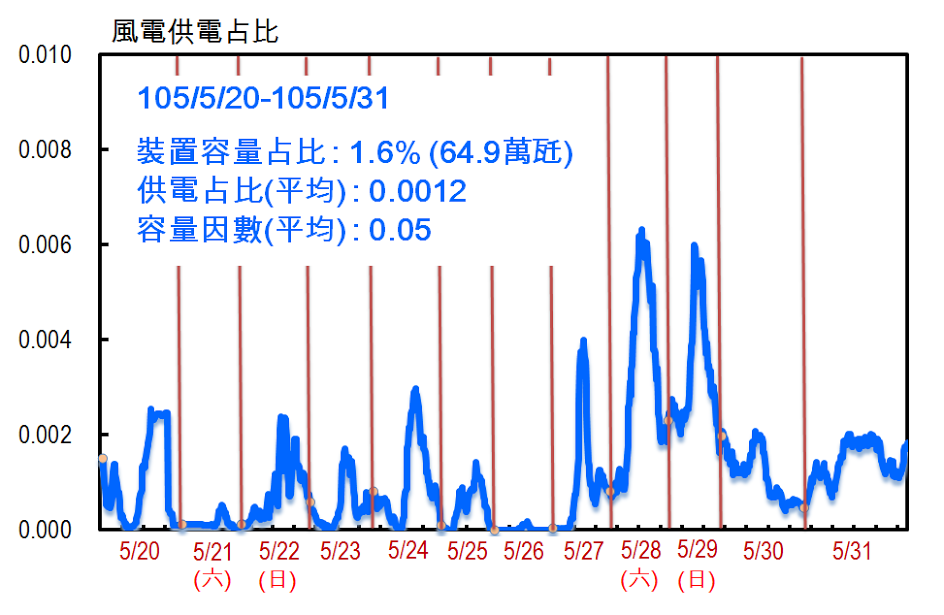 風電供電占比
0.010
0.008
0.006
0.004
0.002
0.000
105/5/20-105/5/31
裝置容量占比 : 1.6% (64.9萬瓩)
供電占比(平均) : 0.0012
容量因數(平均) : 0.05
5/20 5/21 5/22 5/23 5/24 5/25 5/26 5/27 5/28 5/29 5/30 5/31
(六) (日) (六) (日)